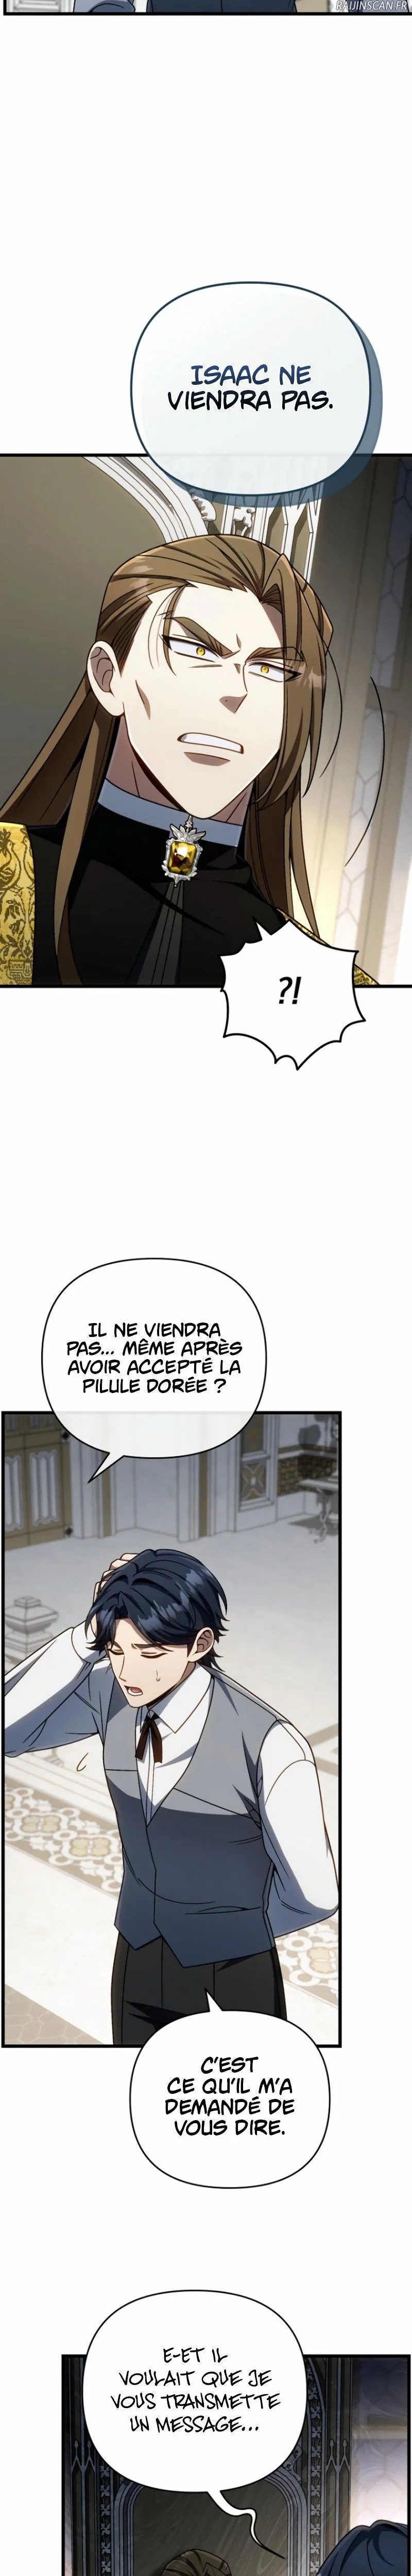 RAIJINSCAN.FR
ISAAC NE
VIENDRA PAS.
?!
IL NE VIENDRA
PAS... MÊME APRÈS
AVOIR ACCEPTÉ LA
PILULE DORÉE ?
C'EST
CE QU'IL M'A
DEMANDÉ DE
VOUS DIRE.
E-ET IL
VOULAIT QUE JE
VOUS TRANSMETTE
UN MESSAGE...